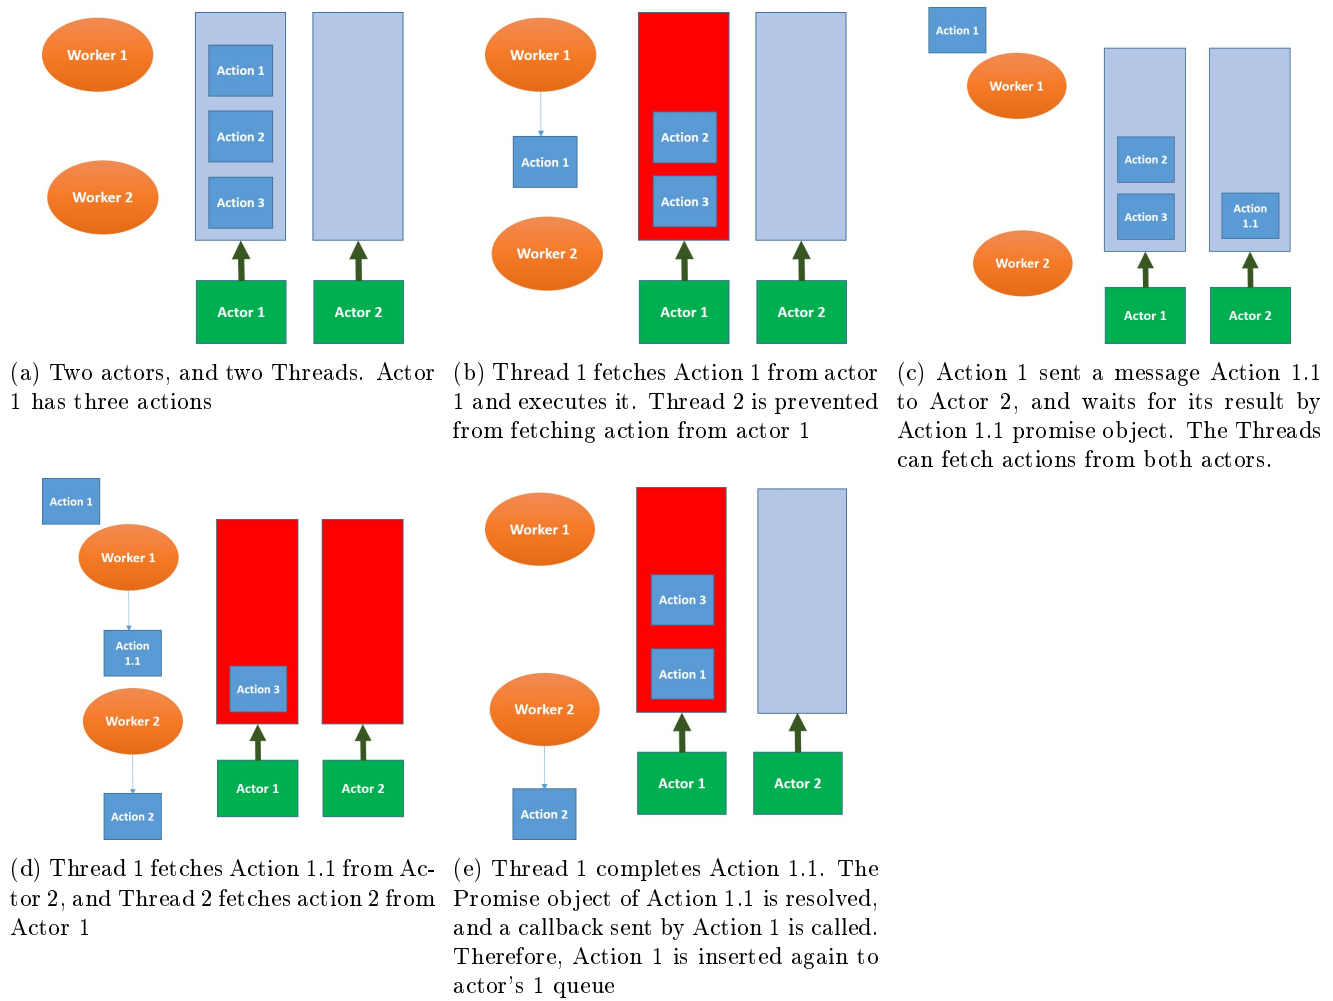 Worker 1
Action 1
Action 2
Worker 2
Action 3
Actor 1
Actor 2
(a) Two actors, and two Threads. Actor
1 has three actions
Worker 1
Action 2
Action 1
Action 3
Worker 2
Actor 1
Actor 2
(b) Thread 1 fetches Action 1 from actor
1 and executes it. Thread 2 is prevented
from fetching action from actor 1
Action 1
Worker 1
Action 2
Action 3
Action
1.1
Worker 2
Actor 1
Actor 2
(c) Action 1 sent a message Action 1.1
to Actor 2, and waits for its result by
Action 1.1 promise object. The Threads
can fetch actions from both actors.
Action 1
Worker 1
Action
1.1
Action 3
Worker 2
Actor 1
Actor 2
Action 2
(d) Thread 1 fetches Action 1.1 from Ac-
tor 2, and Thread 2 fetches action 2 from
Actor 1
Worker 1
Action 3
Action 1
Worker 2
Actor 1
Actor 2
Action 2
(e) Thread 1 completes Action 1.1. The
Promise object of Action 1.1 is resolved,
and a callback sent by Action 1 is called.
Therefore, Action 1 is inserted again to
actor's 1 queue